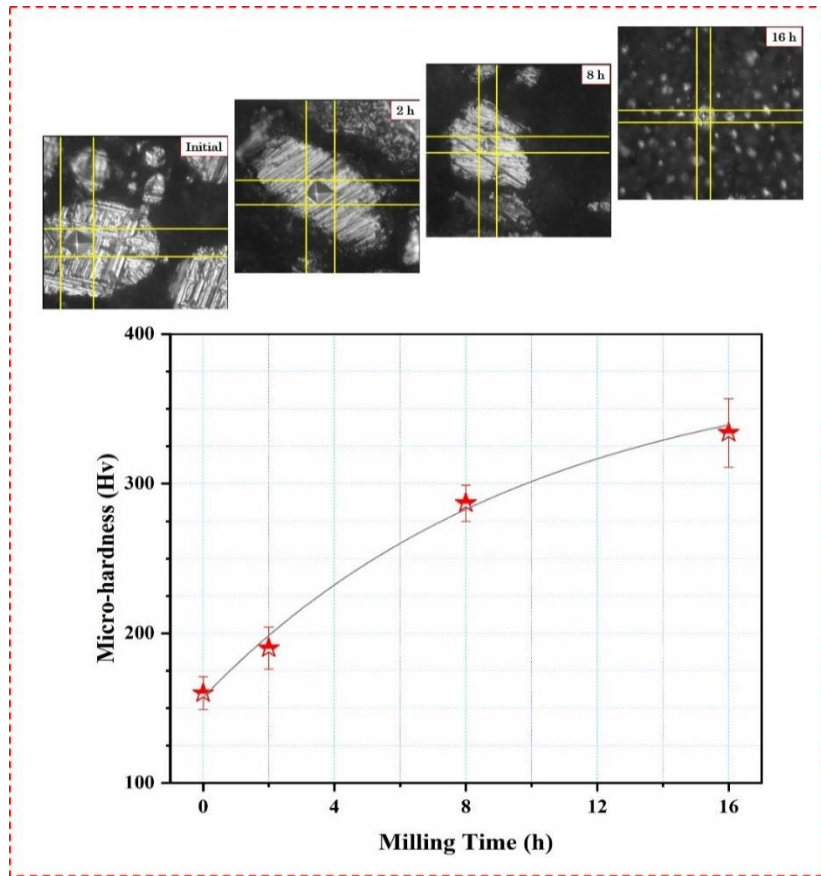 16 h
8 h
2 h
Initial
400
300
200
100
Micro-hardness (Hv)
0 4 8 12 16
Milling Time (h)